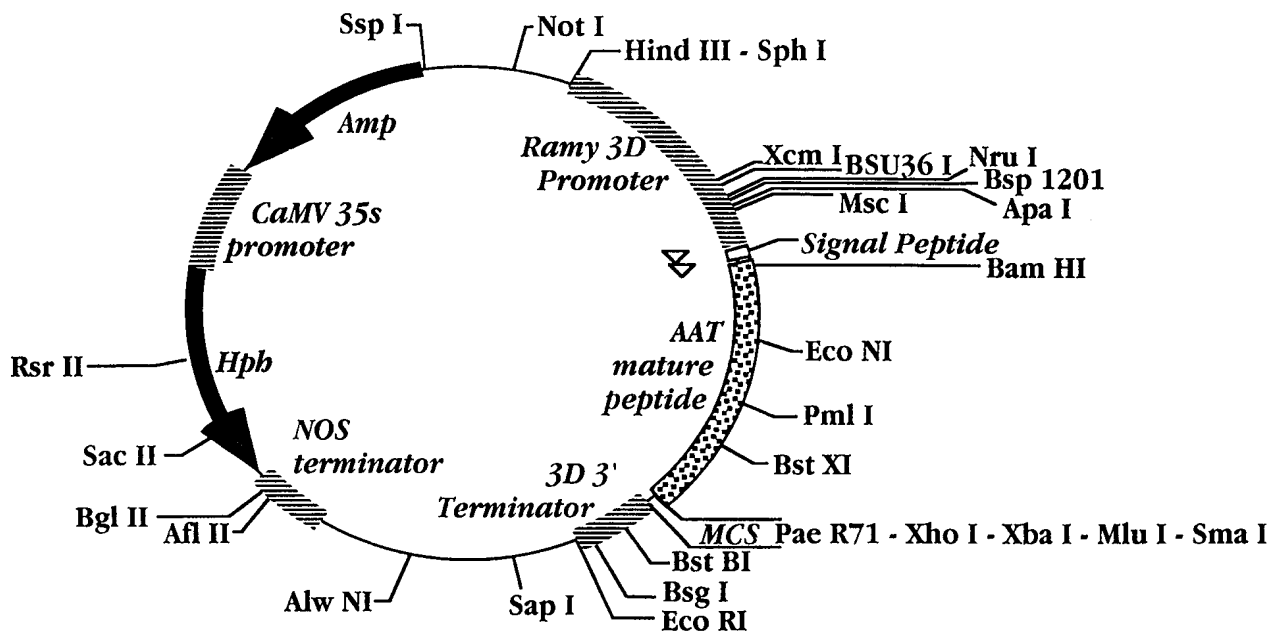 Ssp I
Not I
Hind III - Sph I
Amp
Ramy 3D
Promoter
Xcm I
BSU36 I
Nru I
Bsp 1201
Msc I
Apa I
CaMV 35s
promoter
Signal Peptide
Bam HI
AAT
mature
peptide
Eco NI
Rsr II
Hph
Pml I
Sac II
NOS
terminator
Bst XI
3D 3'
Terminator
Bgl II
Afl II
MCS
Pae R71 - Xho I - Xba I - Mlu I - Sma I
Bst BI
Bsg I
Eco RI
Alw NI
Sap I